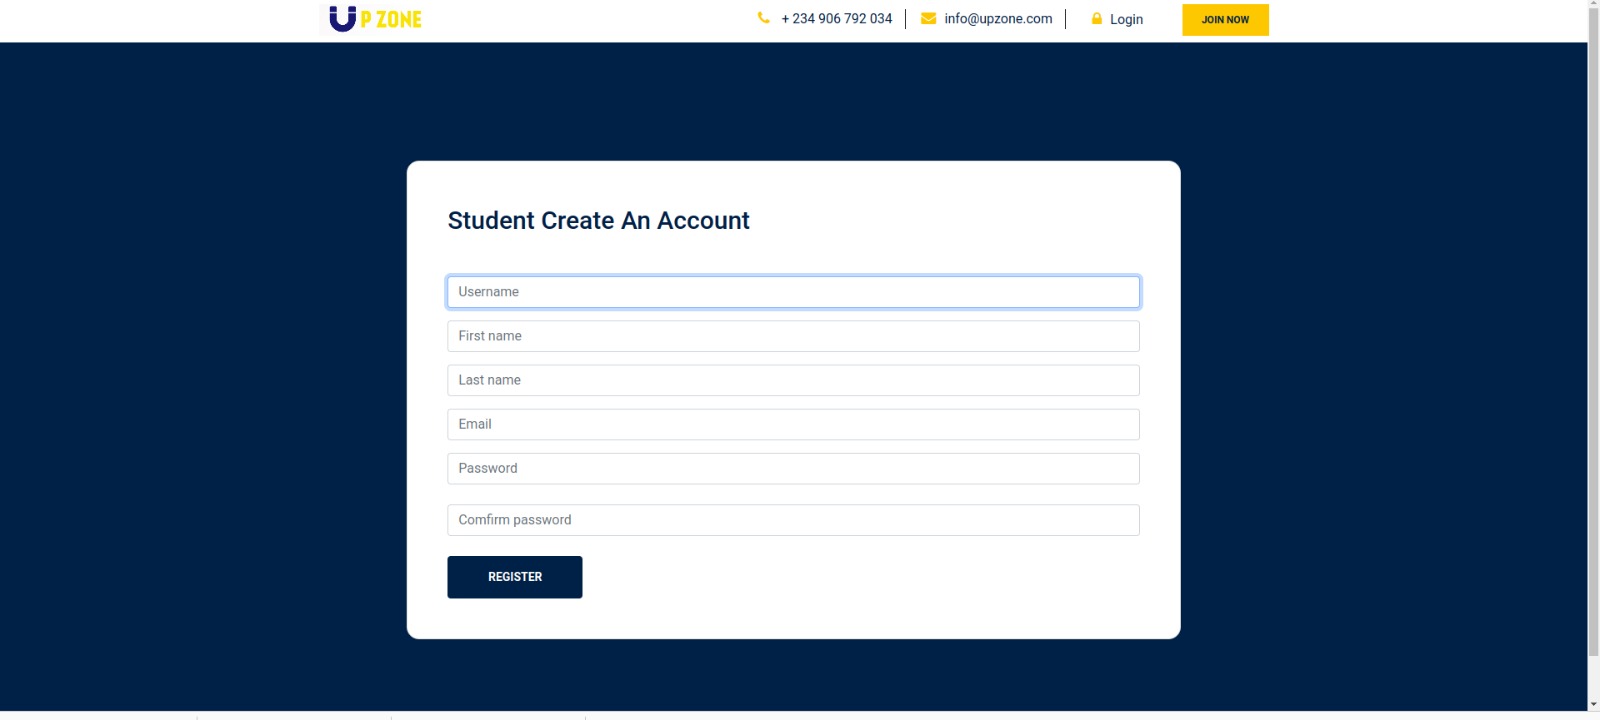 UP ZONE
+ 234 906 792 034
info@upzone.com
Login
JOIN NOW
Student Create An Account
Username
First name
Last name
Email
Password
Comfirm password
REGISTER